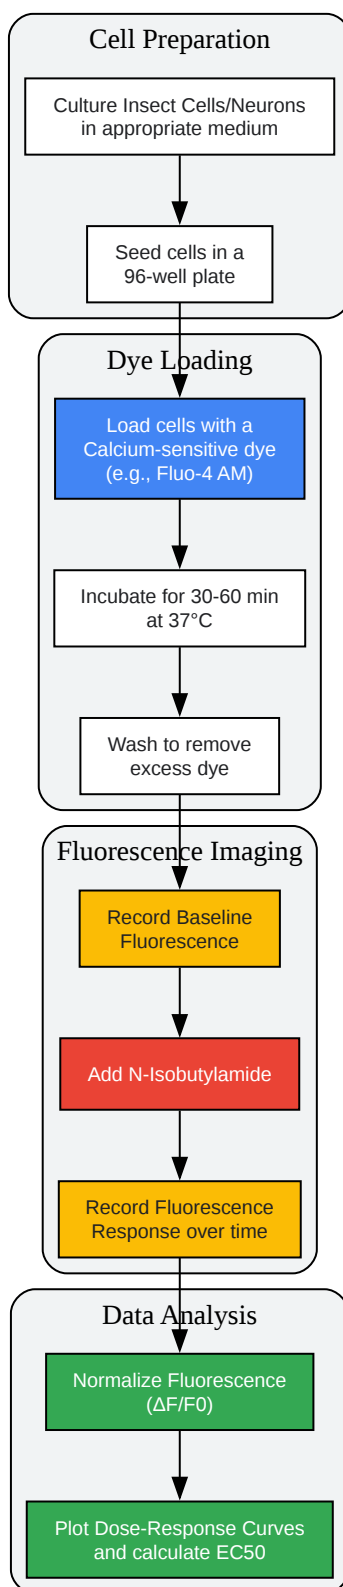 Cell Preparation
Culture Insect Cells/Neurons
in appropriate medium
Seed cells in a
96-well plate
Dye Loading
Load cells with a
Calcium-sensitive dye
(e.g., Fluo-4 AM)
Incubate for 30-60 min
at 37°C
Wash to remove
excess dye
Fluorescence Imaging
Record Baseline
Fluorescence
Add N-Isobutylamide
Record Fluorescence
Response over time
Data Analysis
Normalize Fluorescence
(ΔF/F0)
Plot Dose-Response Curves
and calculate EC50